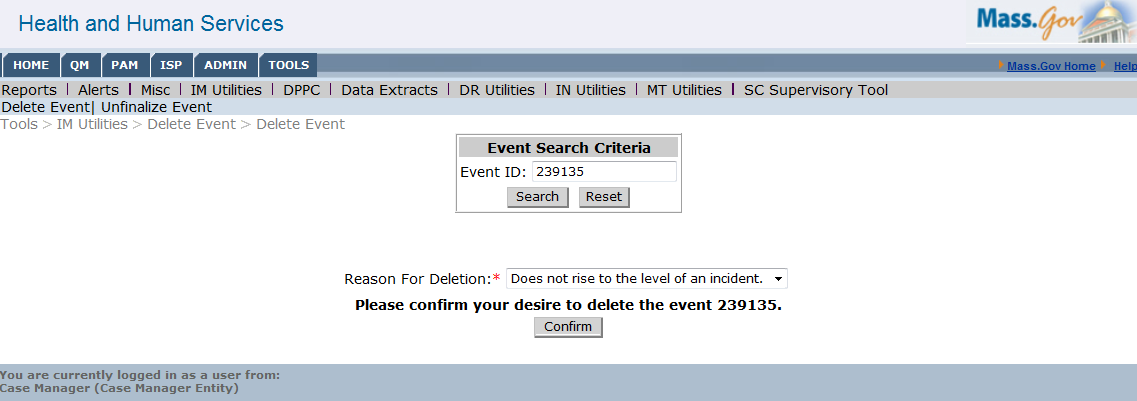 Health and Human Services
Mass.Gov
HOME QM PAM ISP ADMIN TOOLS
Mass.Gov Home Help
Reports | Alerts | Misc | IM Utilities | DPPC | Data Extracts | DR Utilities | IN Utilities | MT Utilities | SC Supervisory Tool
Delete Event| Unfinalize Event
Tools > IM Utilities > Delete Event > Delete Event
Event Search Criteria
Event ID: 239135
Search Reset
Reason For Deletion:* Does not rise to the level of an incident.
Please confirm your desire to delete the event 239135.
Confirm
You are currently logged in as a user from:
Case Manager (Case Manager Entity)